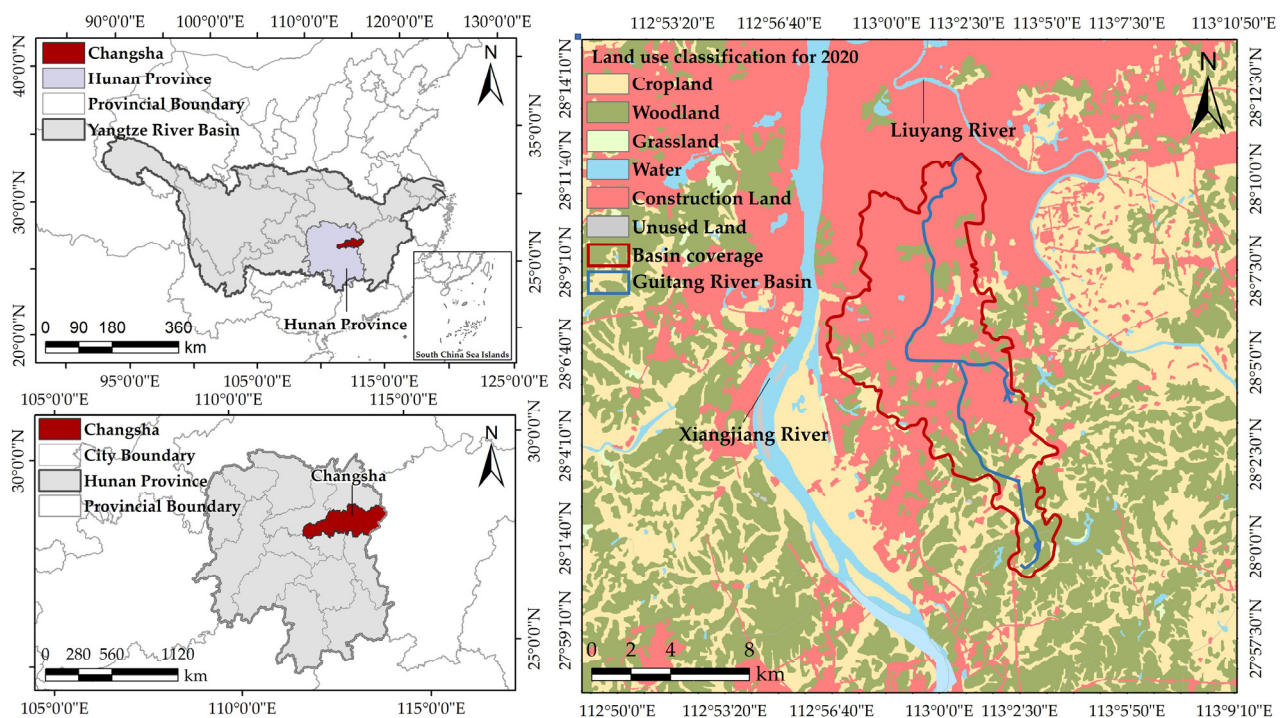 90°0'0"E 100°0'0"E 110°0'0"E 120°0'0"E 130°0'0"E
40°0'0"N
30°0'0"N
20°0'0"N
Changsha
Hunan Province
Provincial Boundary
Yangtze River Basin
N
35°0'0"N
25°0'0"N
Hunan Province
0 90 180 360
km
South China Sea Islands
95°0'0"E 105°0'0"E 115°0'0"E 125°0'0"E
105°0'0"E 110°0'0"E 115°0'0"E
30°0'0"N
Changsha
City Boundary
Hunan Province
Provincial Boundary
N
30°0'0"N
25°0'0"N
Changsha
0 280 560 1120
km
105°0'0"E 110°0'0"E 115°0'0"E
112°53'20"E 112°56'40"E 113°0'0"E 113°2'30"E 113°5'50"E 113°7'30"E 113°10'50"E
28°14'10"N
28°11'40"N
28°9'10"N
28°6'40"N
28°4'10"N
28°1'40"N
27°59'10"N
Land use classification for 2020
Cropland
Woodland
Grassland
Water
Construction Land
Unused Land
Basin coverage
Guitang River Basin
N
Liuyang River
Xiangjiang River
28°12'30"N
28°10'0"N
28°7'30"N
28°5'0"N
28°2'30"N
28°0'0"N
27°57'30"N
0 2 4 8
km
112°50'0"E 112°53'20"E 112°56'40"E 113°0'0"E 113°2'30"E 113°5'50"E 113°9'10"E